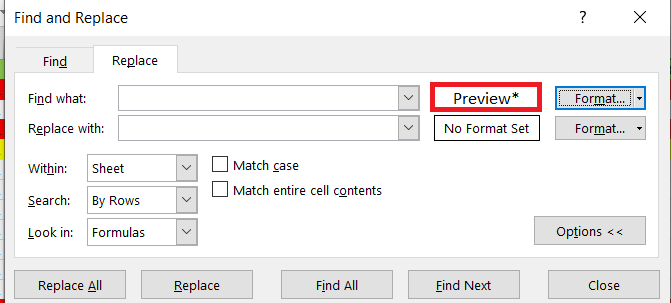 Find and Replace ? ×
Find Replace
Find what: Preview* Format...
Replace with: No Format Set Format...
Within: Sheet Match case
Match entire cell contents
Search: By Rows
Look in: Formulas Options <<
Replace All Replace Find All Find Next Close